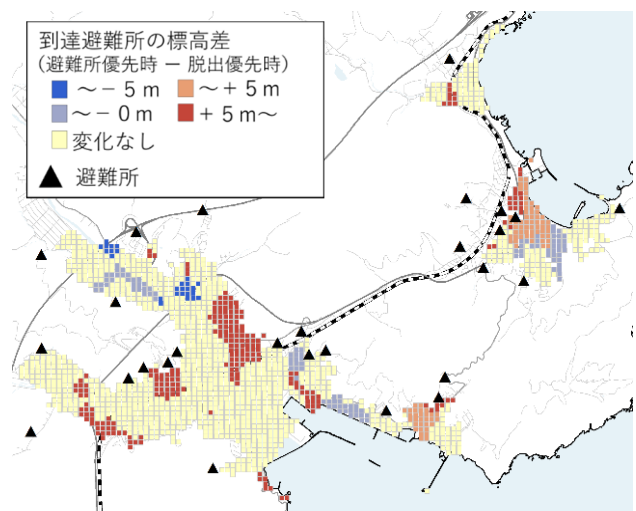 到達避難所の標高差
(避難所優先時 ー 脱出優先時)
～－５ｍ
～＋５ｍ
～－０ｍ
＋５ｍ～
変化なし
避難所